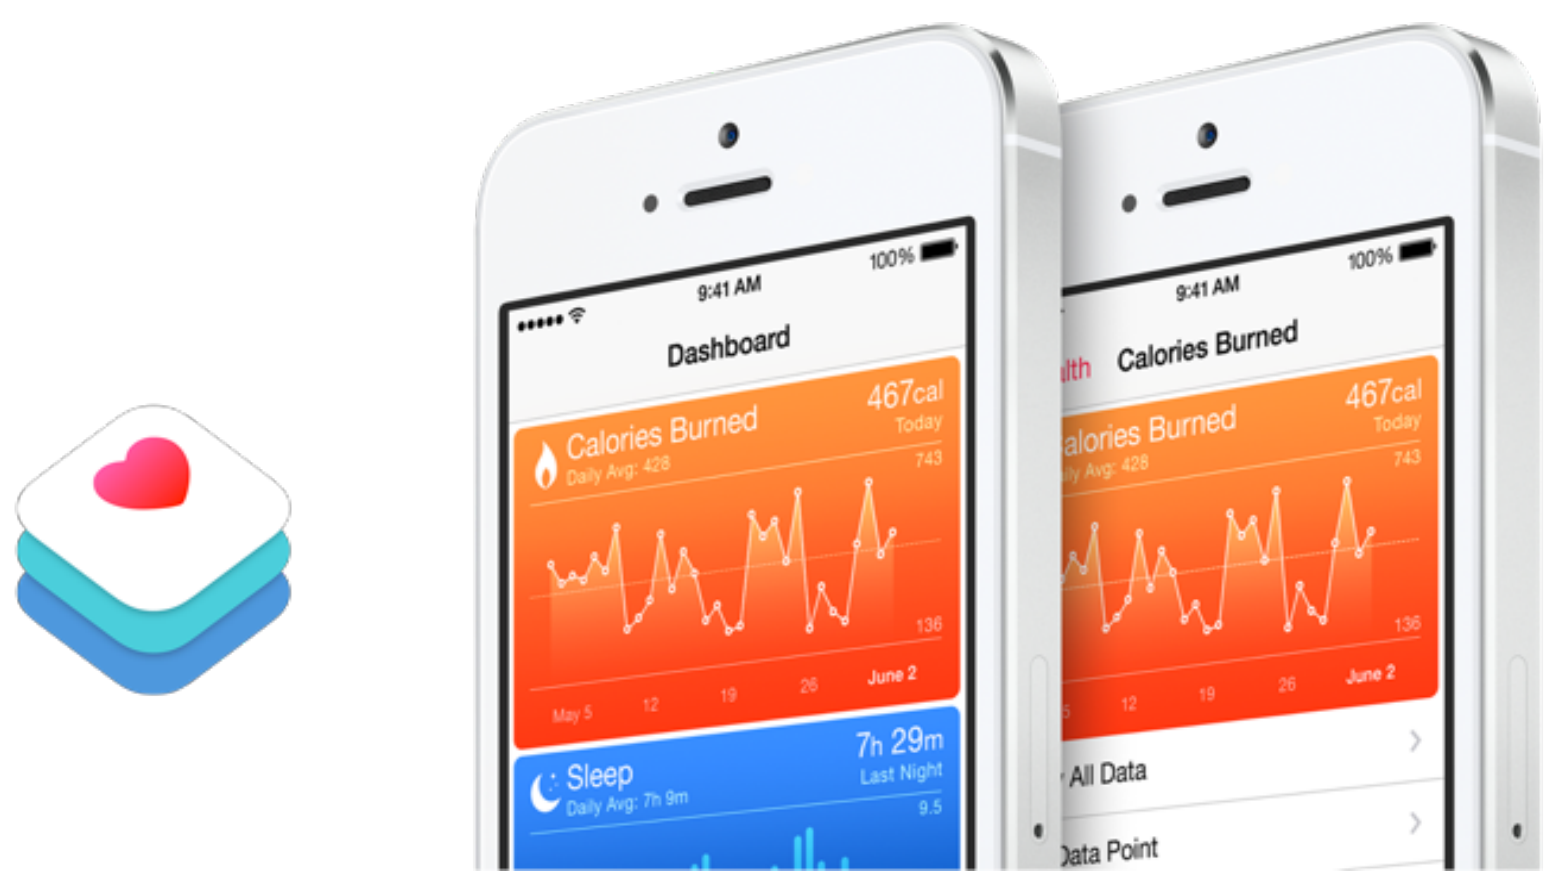 100%
9:41 AM
Dashboard
Calories Burned
467cal
Daily Avg: 428
Today
743
136
May 5
12
19
26
June 2
Sleep
7h 29m
Daily Avg: 7h 9m
Last Night
9.5
100%
9:41 AM
lth
Calories Burned
alories Burned
467cal
ily Avg: 428
Today
743
136
5
12
19
26
June 2
All Data
Data Point